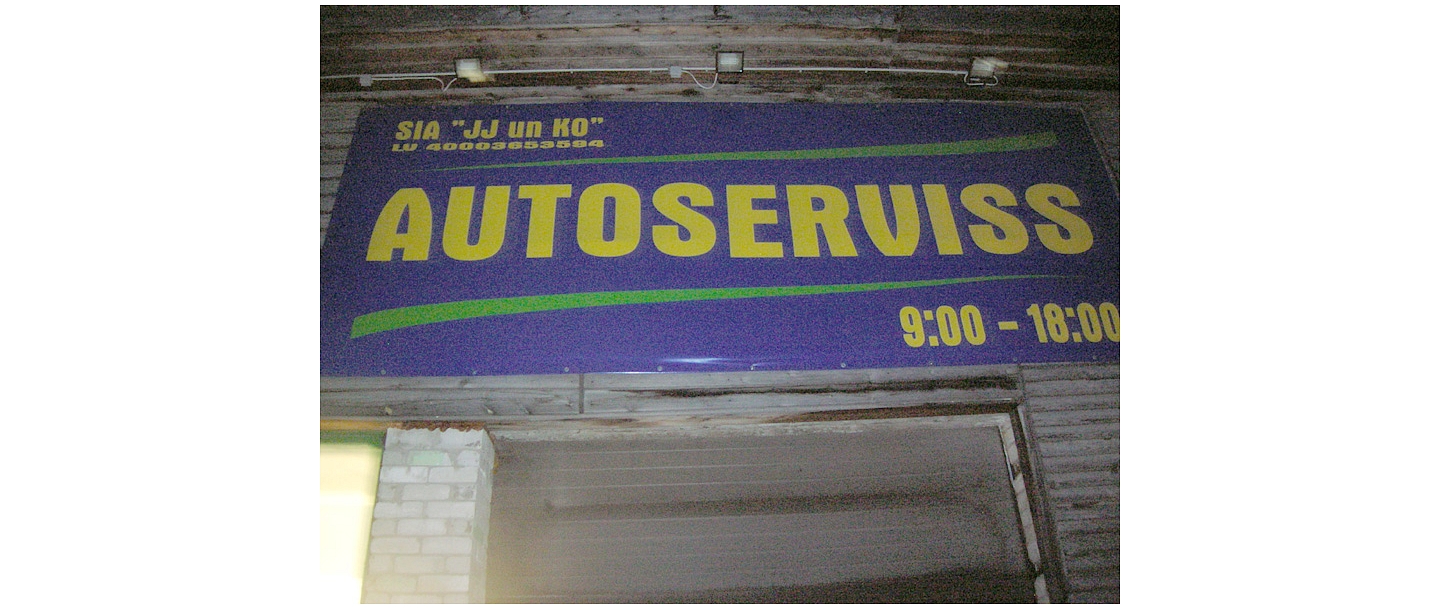 SIA "JJ un KO"
LV 40003653594
AUTOSERVISS
9:00 - 18:00